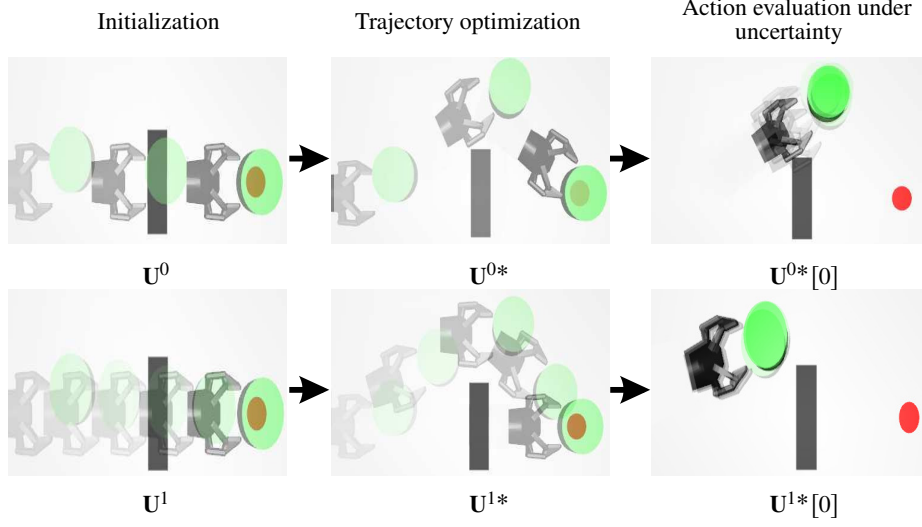 Initialization
Trajectory optimization
Action evaluation under
uncertainty
U⁰
U⁰*
U⁰*[0]
U¹
U¹*
U¹*[0]